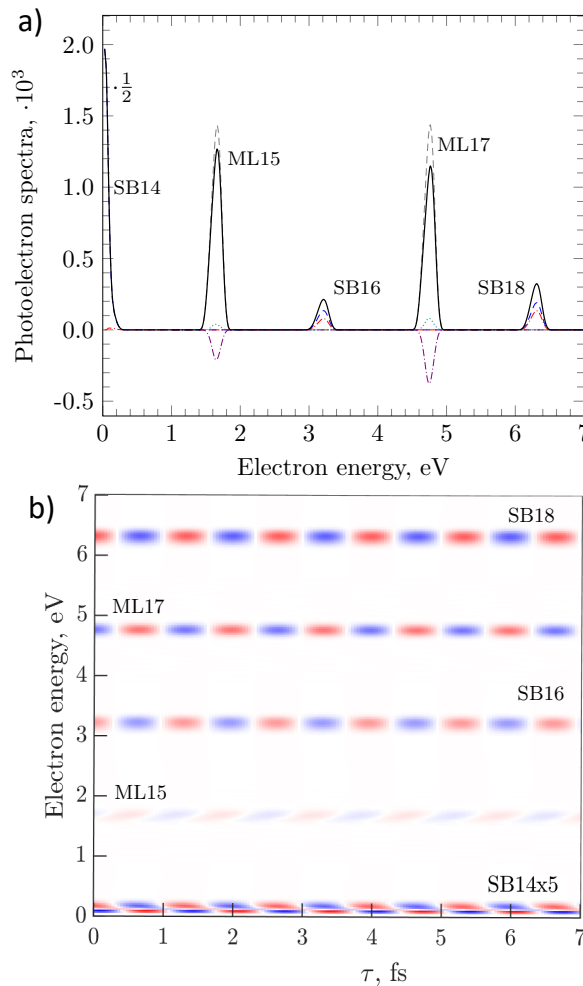 a)
Photoelectron spectra, ·10³
2.0
1.5
1.0
0.5
0.0
-0.5
·½
SB14
ML15
SB16
ML17
SB18
0 1 2 3 4 5 6 7
Electron energy, eV
b)
Electron energy, eV
7
6
5
4
3
2
1
0
SB18
ML17
SB16
ML15
SB14x5
0 1 2 3 4 5 6 7
τ, fs